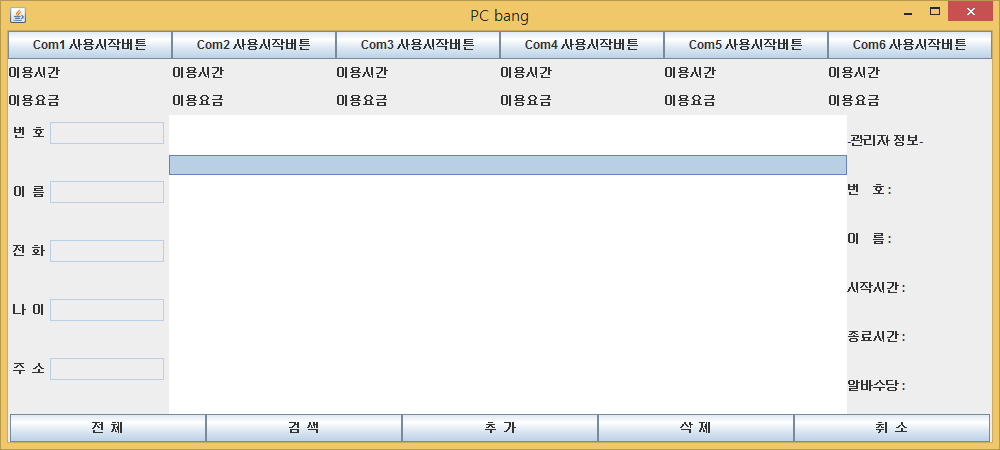 PC bang
Com1 사용시작버튼 Com2 사용시작버튼 Com3 사용시작버튼 Com4 사용시작버튼 Com5 사용시작버튼 Com6 사용시작버튼
이용시간 이용시간 이용시간 이용시간 이용시간 이용시간
이용요금 이용요금 이용요금 이용요금 이용요금 이용요금
번 호
이 름
전 화
나 이
주 소
-관리자 정보-
번 호 :
이 름 :
시작시간 :
종료시간 :
알바수당 :
전 체 검 색 추 가 삭 제 취 소